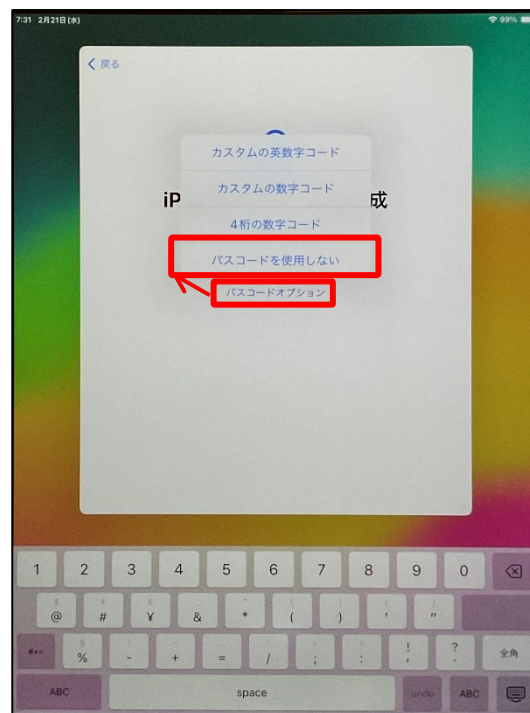 7:31 2月21日(水)
99%
戻る
カスタムの英数字コード
カスタムの数字コード
iP
成
4桁の数字コード
パスコードを使用しない
パスコードオプション
1 2 3 4 5 6 7 8 9 0
@ # ¥ & * ( ) ' "
#+= % - + = / ; : ! ? 全角
ABC space undo ABC